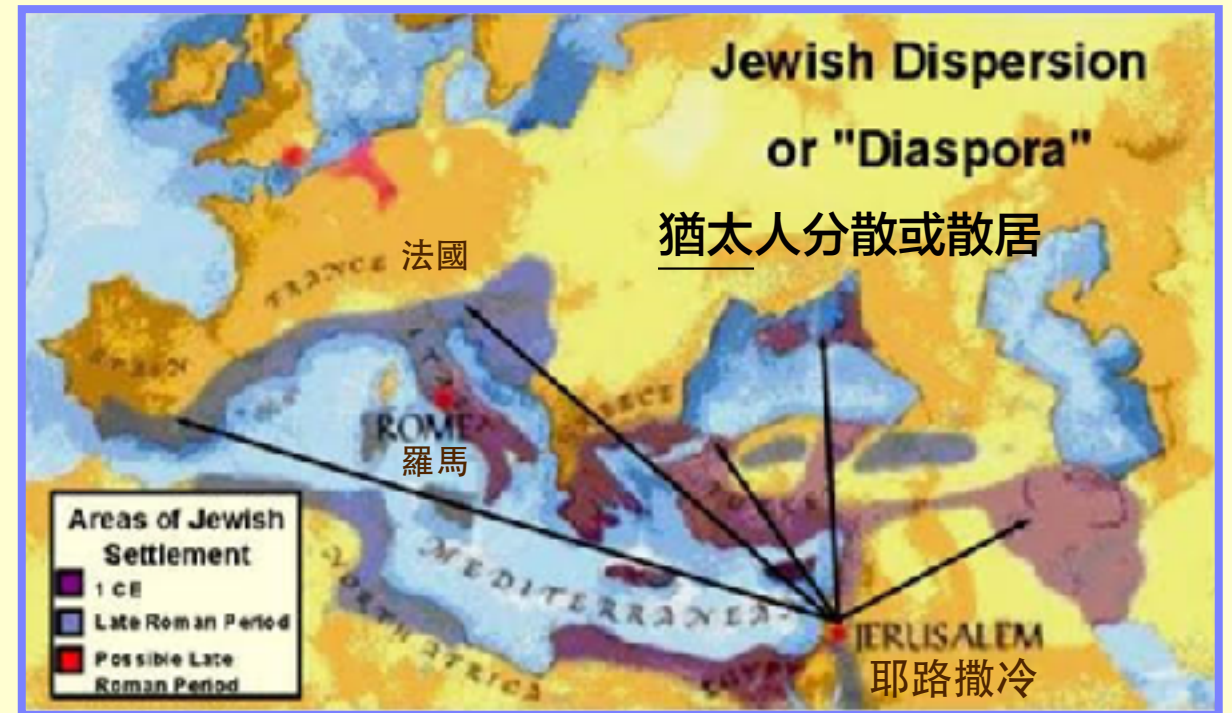 Jewish Dispersion
or "Diaspora"
猶太人分散或散居
FRANCE 法國
SPAIN
ROME
羅馬
GREECE
TURKEY
MEDITERRANEAN
NORTH AFRICA
EGYPT
JERUSALEM
耶路撒冷
Areas of Jewish
Settlement
1 CE
Late Roman Period
Possible Late
Roman Period